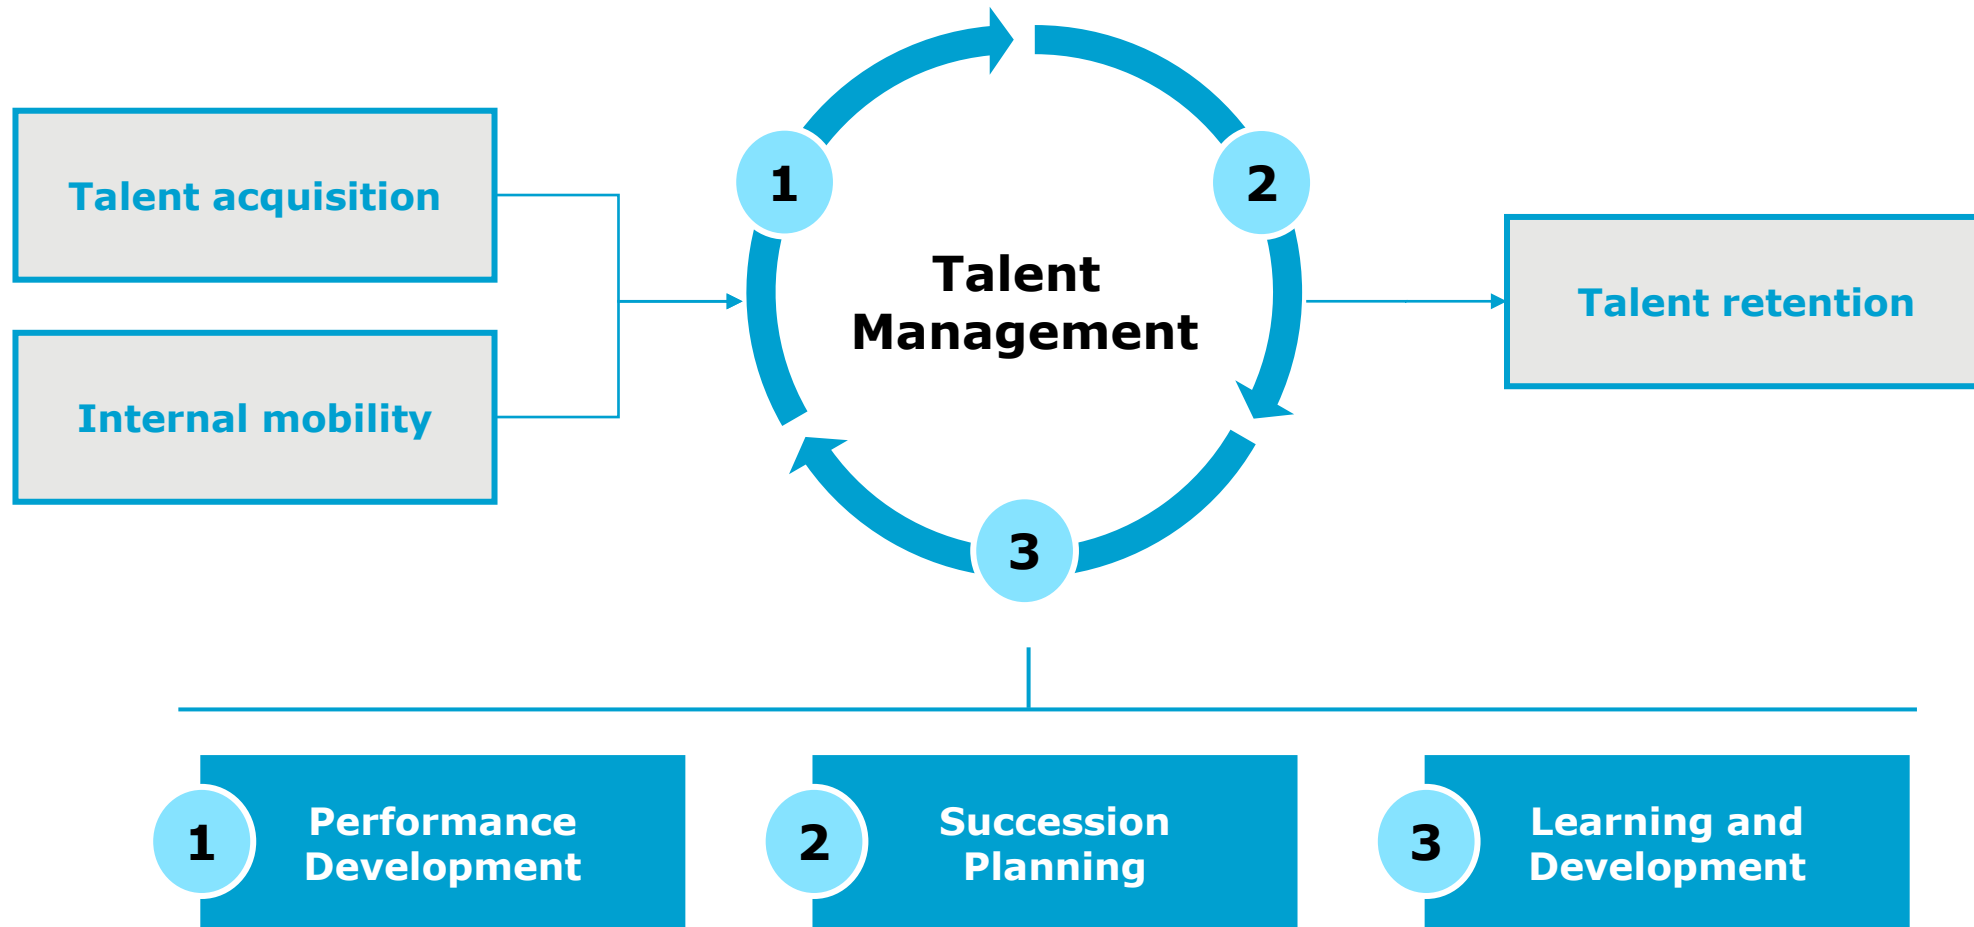 Talent acquisition
Internal mobility
1
2
Talent
Management
3
Talent retention
1
Performance
Development
2
Succession
Planning
3
Learning and
Development